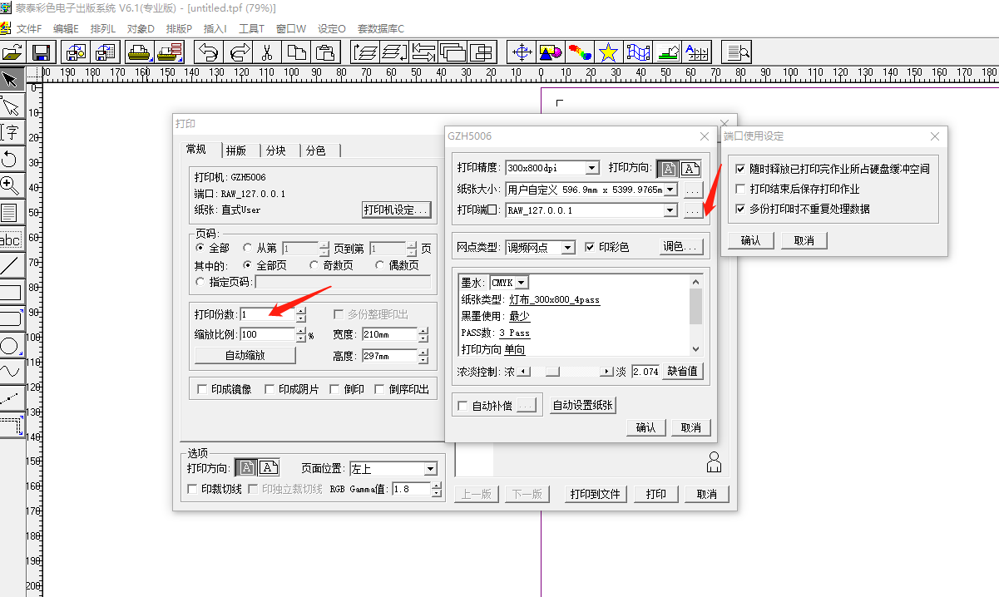 蒙泰彩色电子出版系统 V6.1(专业版) - [untitled.tpf (79%)]
文件F 编辑E 排列L 对象D 排版P 插入I 工具T 窗口W 设定O 套数据库C
190 180 170 160 150 140 130 120 110 100 90 80 70 60 50 40 30 20 10 0 10 20 30 40 50 60 70 80 90 100 110 120 130 140 150 160 170 180
0
10
20
30
40
50
60
70
80
90
100
110
120
130
140
150
160
170
180
190
200
字
abc
打印
常规 拼版 分块 分色
打印机: GZH5006
端口: RAW_127.0.0.1
纸张: 直式User 打印机设定...
页码:
全部 从第 1 页到第 1 页
其中的: 全部页 奇数页 偶数页
指定页码:
打印份数: 1 多份整理印出
缩放比例: 100 % 宽度: 210mm
自动缩放 高度: 297mm
印成镜像 印成阴片 倒印 倒序印出
选项
打印方向: A A 页面位置: 左上
印裁切线 印独立裁切线 RGB Gamma值: 1.8
上一版 下一版 打印到文件 打印 取消
GZH5006
打印精度: 300x800dpi 打印方向: A A
纸张大小: 用户自定义 596.9mm x 5399.9765m ...
打印端囗: RAW_127.0.0.1 ...
网点类型: 调频网点 印彩色 调色...
墨水: CMYK
纸张类型: 灯布_300x800_4pass
黑墨使用: 最少
PASS数: 3 Pass
打印方向 单向
浓淡控制: 浓 淡 2.074 缺省值
自动补偿 ... 自动设置纸张
确认 取消
端口使用设定
随时释放已打印完作业所占硬盘缓冲空间
打印结束后保存打印作业
多份打印时不重复处理数据
确认 取消